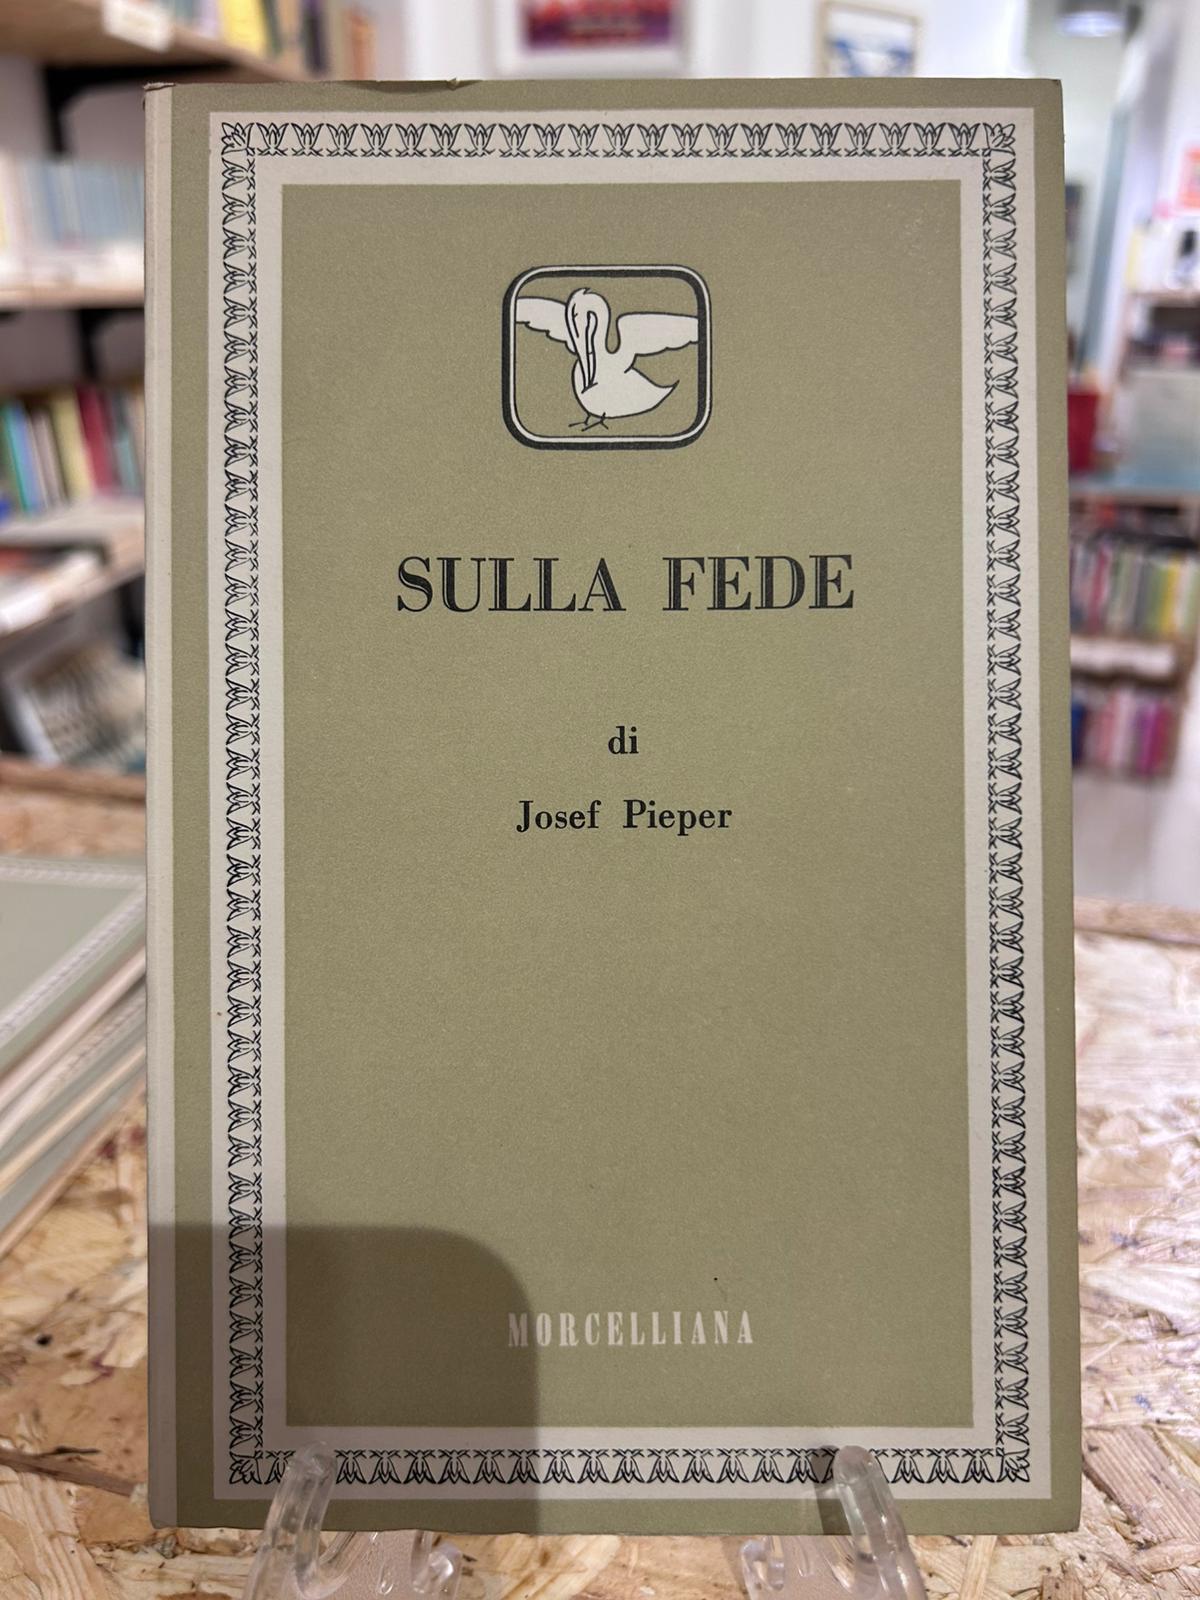 SULLA FEDE
di
Josef Pieper
MORCELLIANA